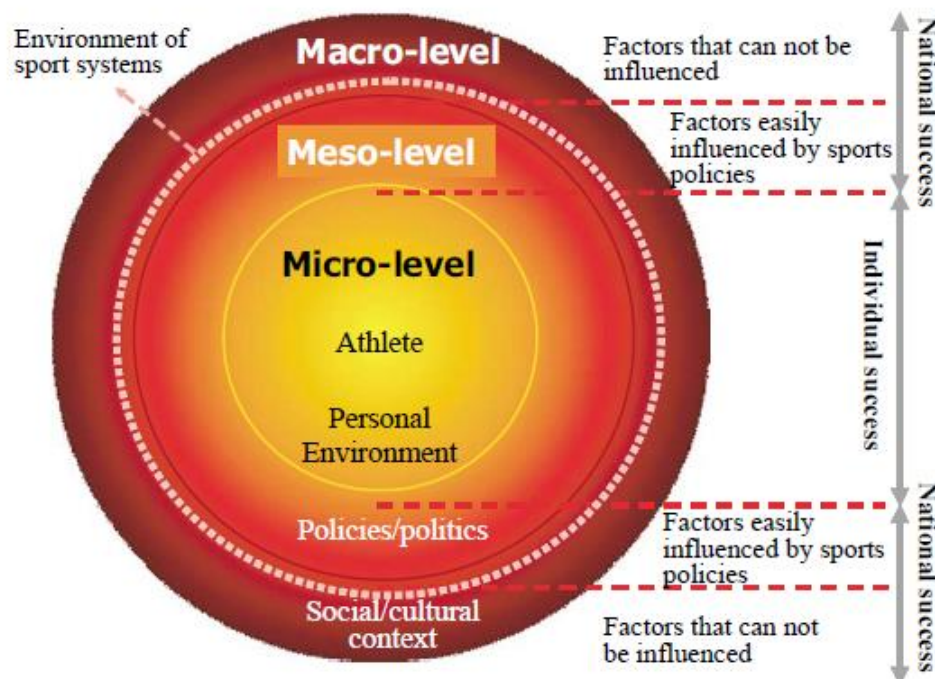 Environment of
sport systems
Macro-level
Factors that can not be
influenced
National success
Meso-level
Factors easily
influenced by sports
policies
Micro-level
Athlete
Personal
Environment
Individual success
Policies/politics
Factors easily
influenced by sports
policies
Social/cultural
context
Factors that can not
be influenced
National success